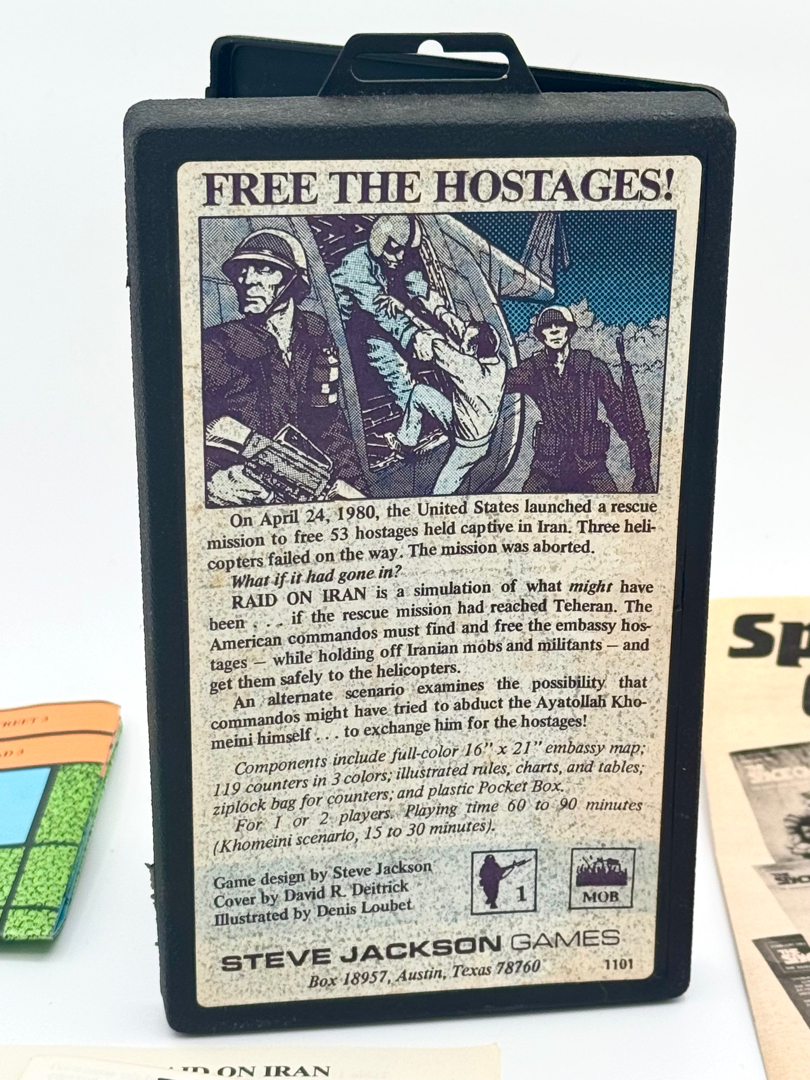 FREE THE HOSTAGES!
On April 24, 1980, the United States launched a rescue
mission to free 53 hostages held captive in Iran. Three heli-
copters failed on the way. The mission was aborted.
What if it had gone in?
RAID ON IRAN is a simulation of what might have
been . . . if the rescue mission had reached Teheran. The
American commandos must find and free the embassy hos-
tages — while holding off Iranian mobs and militants — and
get them safely to the helicopters.
An alternate scenario examines the possibility that
commandos might have tried to abduct the Ayatollah Kho-
meini himself . . . to exchange him for the hostages!
Components include full-color 16" x 21" embassy map;
119 counters in 3 colors; illustrated rules, charts, and tables;
ziplock bag for counters; and plastic Pocket Box.
For 1 or 2 players. Playing time 60 to 90 minutes
(Khomeini scenario, 15 to 30 minutes).
Game design by Steve Jackson
Cover by David R. Deitrick
Illustrated by Denis Loubet
1
MOB
STEVE JACKSON GAMES
Box 18957, Austin, Texas 78760
1101
ON IRAN